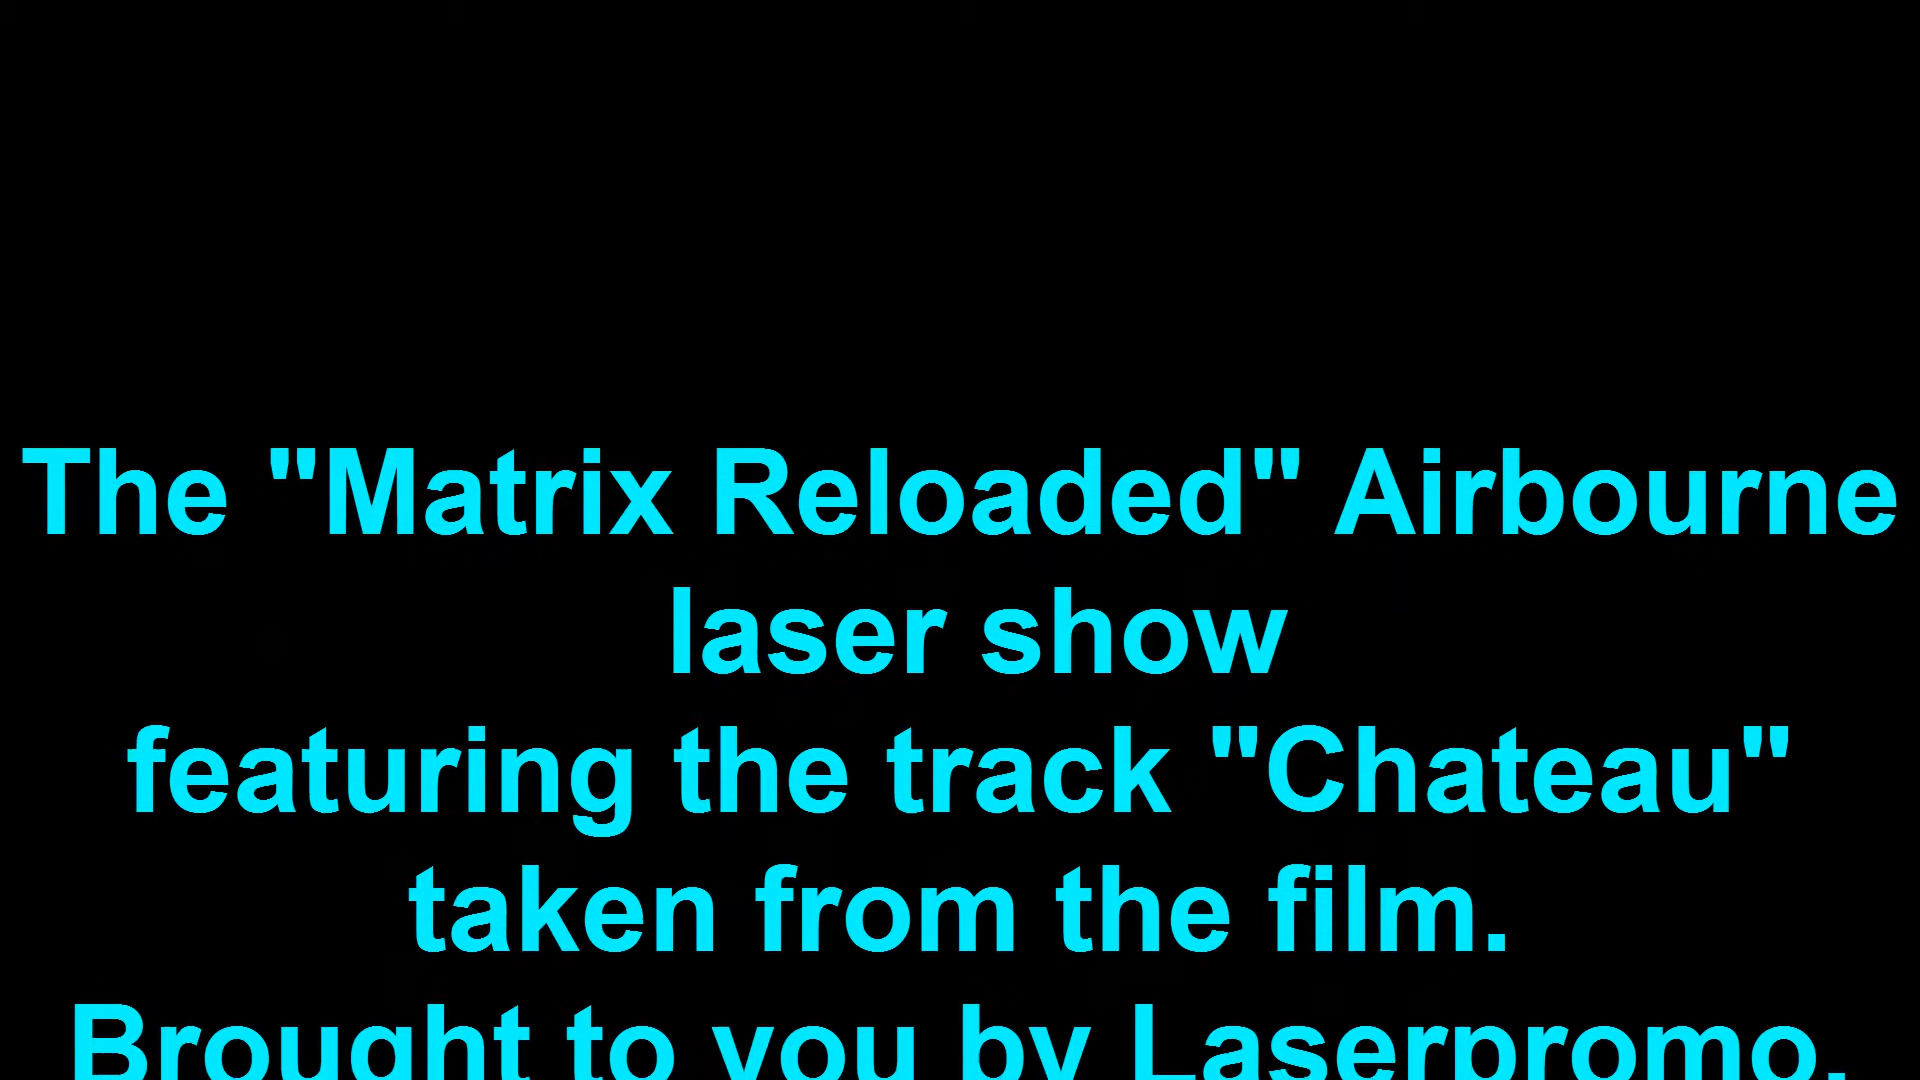 The "Matrix Reloaded" Airbourne
laser show
featuring the track "Chateau"
taken from the film.
Brought to you by Laserpromo.